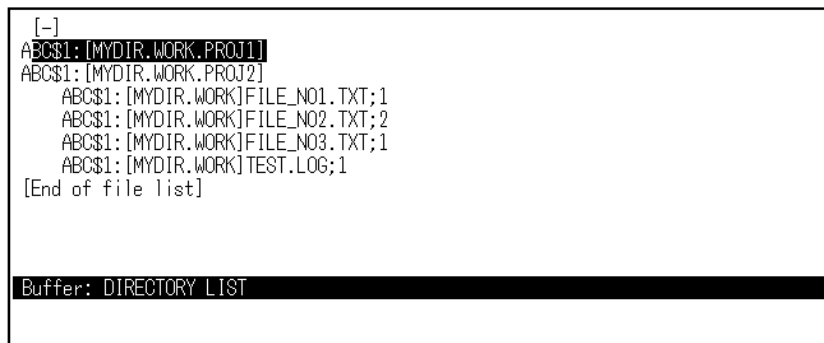 [-]
ABC$1:[MYDIR.WORK.PROJ1]
ABC$1:[MYDIR.WORK.PROJ2]
ABC$1:[MYDIR.WORK]FILE_NO1.TXT;1
ABC$1:[MYDIR.WORK]FILE_NO2.TXT;2
ABC$1:[MYDIR.WORK]FILE_NO3.TXT;1
ABC$1:[MYDIR.WORK]TEST.LOG;1
[End of file list]
Buffer: DIRECTORY LIST